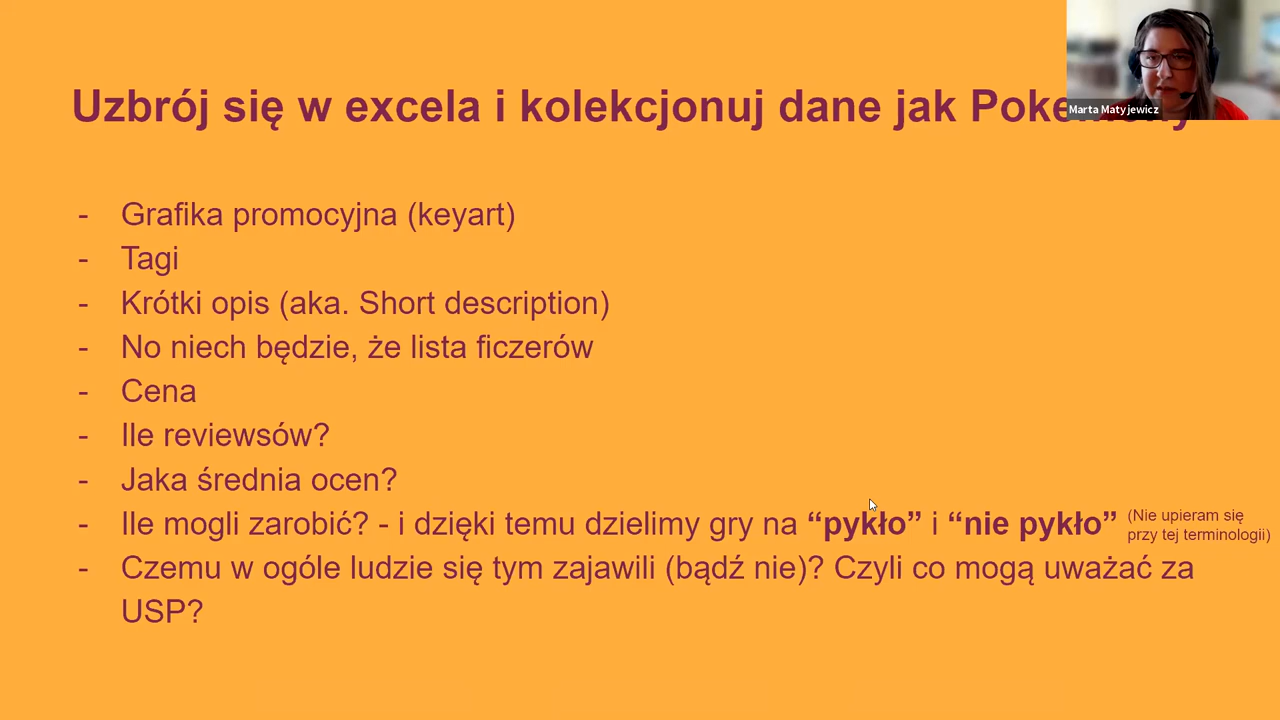 Uzbrój się w excela i kolekcjonuj dane jak
Marta Matyjewicz
- Grafika promocyjna (keyart)
- Tagi
- Krótki opis (aka. Short description)
- No niech będzie, że lista ficzerów
- Cena
- Ile reviewsów?
- Jaka średnia ocen?
- Ile mogli zarobić? - i dzięki temu dzielimy gry na “pykło” i “nie pykło”
(Nie upieram się
przy tej terminologii)
- Czemu w ogóle ludzie się tym zajawili (bądź nie)? Czyli co mogą uważać za
USP?